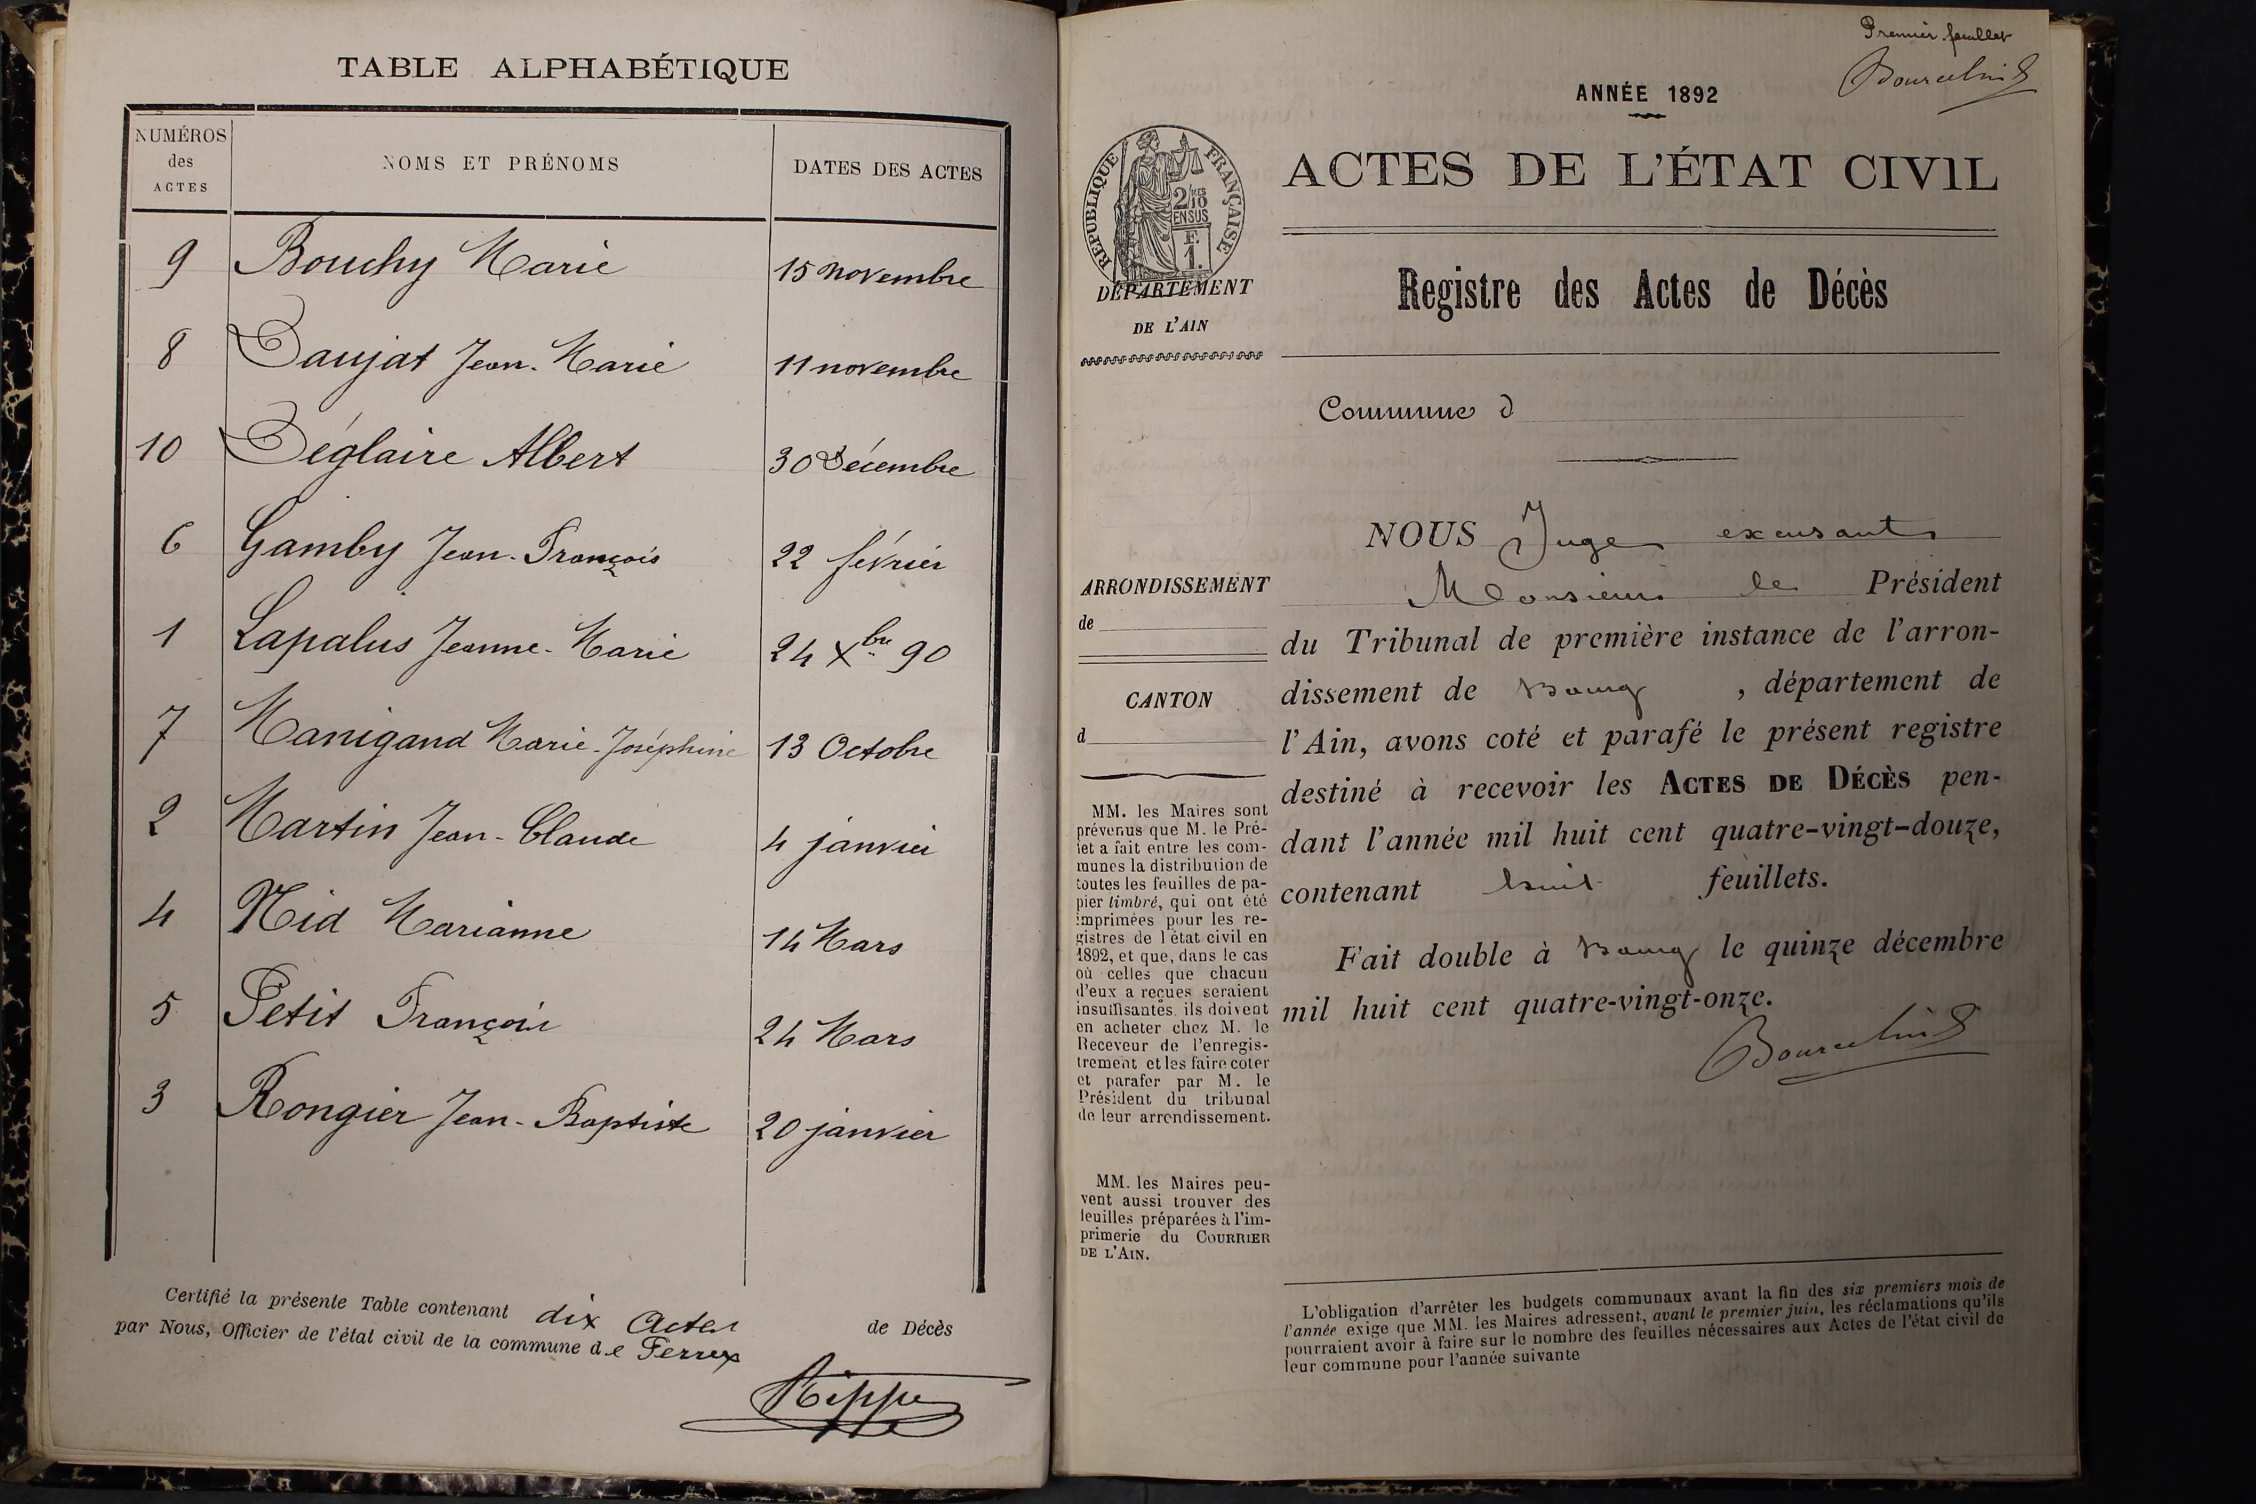 TABLE ALPHABÉTIQUE
NUMÉROS
des
ACTES
NOMS ET PRÉNOMS
DATES DES ACTES
9 Bouchy Marie 15 novembre
8 Daujat Jean-Marie 11 novembre
10 Déglaire Albert 30 Décembre
6 Gamby Jean-François 22 février
1 Lapalus Jeanne-Marie 24 Xbre 90
7 Manigand Marie-Joséphine 13 Octobre
2 Martin Jean-Claude 4 janvier
4 Nid Marianne 14 Mars
5 Petit François 24 Mars
3 Rongier Jean-Baptiste 20 janvier
Certifié la présente Table contenant dix Actes de Décès
par Nous, Officier de l'état civil de la commune de
Premier feuillet
ANNÉE 1892
RÉPUBLIQUE FRANÇAISE
2/10
EN SUS
F.
1.
ACTES DE L'ÉTAT CIVIL
DÉPARTEMENT
DE L'AIN
Registre des Actes de Décès
Commune d
ARRONDISSEMENT
de
CANTON
d
MM. les Maires sont
prévenus que M. le Pré-
fet a fait entre les com-
munes la distribution de
toutes les feuilles de pa-
pier timbré, qui ont été
imprimées pour les re-
gistres de l'état civil en
1892, et que, dans le cas
où celles que chacun
d'eux a reçues seraient
insuffisantes, ils doivent
en acheter chez M. le
Receveur de l'enregis-
trement et les faire coter
et parafer par M. le
Président du tribunal
de leur arrondissement.
MM. les Maires peu-
vent aussi trouver des
feuilles préparées à l'im-
primerie du COURRIER
DE L'AIN.
NOUS Juge excusant
Monsieur le Président
du Tribunal de première instance de l'arron-
dissement de Bourg , département de
l'Ain, avons coté et parafé le présent registre
destiné à recevoir les ACTES DE DÉCÈS pen-
dant l'année mil huit cent quatre-vingt-douze,
contenant huit feuillets.
Fait double à Bourg le quinze décembre
mil huit cent quatre-vingt-onze.
L'obligation d'arrêter les budgets communaux avant la fin des six premiers mois de
l'année exige que MM. les Maires adressent, avant le premier juin, les réclamations qu'ils
pourraient avoir à faire sur le nombre des feuilles nécessaires aux Actes de l'état civil de
leur commune pour l'année suivante